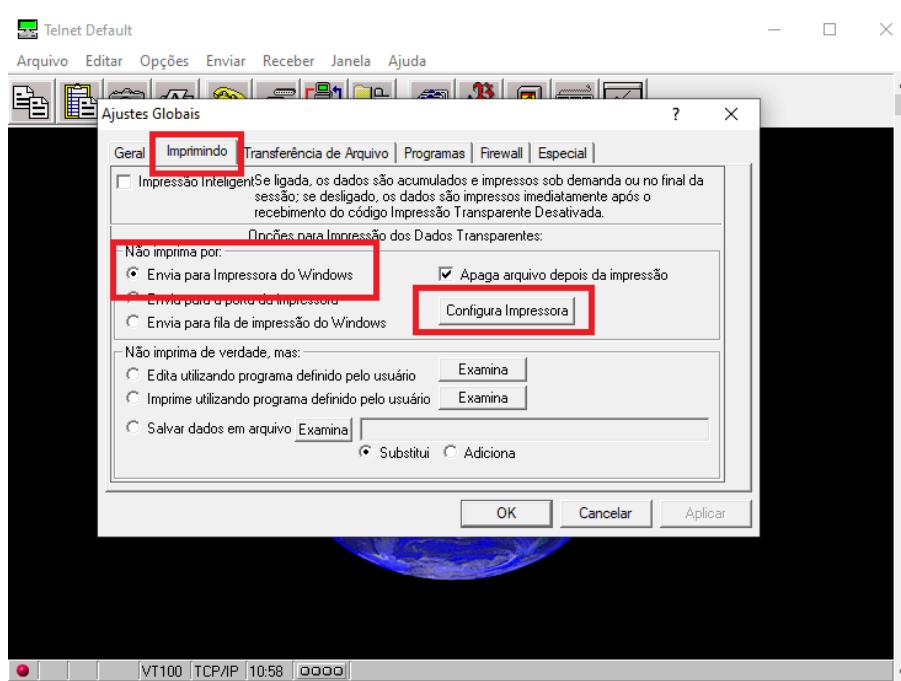 Telnet Default
Arquivo Editar Opções Enviar Receber Janela Ajuda
Ajustes Globais
Geral Imprimindo Transferência de Arquivo Programas Firewall Especial
Impressão Inteligent Se ligada, os dados são acumulados e impressos sob demanda ou no final da
sessão; se desligado, os dados são impressos imediatamente após o
recebimento do código Impressão Transparente Desativada.
Opções para Impressão dos Dados Transparentes:
Não imprima por:
Envia para Impressora do Windows
Apaga arquivo depois da impressão
Envia para a porta da impressora
Configura Impressora
Envia para fila de impressão do Windows
Não imprima de verdade, mas:
Edita utilizando programa definido pelo usuário Examina
Imprime utilizando programa definido pelo usuário Examina
Salvar dados em arquivo Examina
Substitui Adiciona
OK Cancelar Aplicar
VT100 TCP/IP 10:58